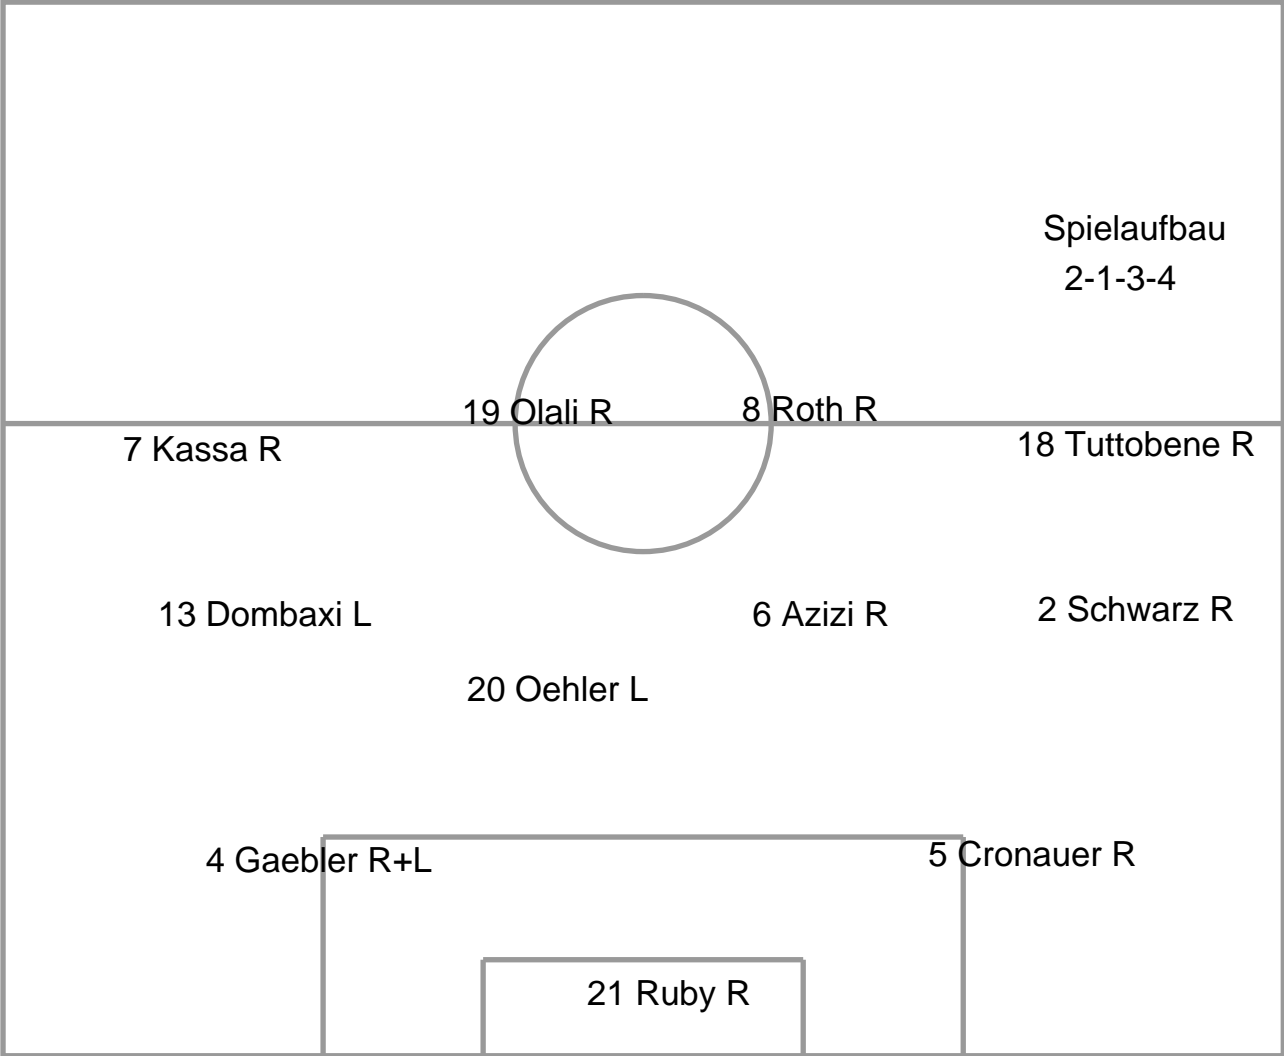 Spielaufbau
2-1-3-4
19 Olali R
8 Roth R
7 Kassa R
18 Tuttobene R
13 Dombaxi L
6 Azizi R
2 Schwarz R
20 Oehler L
4 Gaebler R+L
5 Cronauer R
21 Ruby R